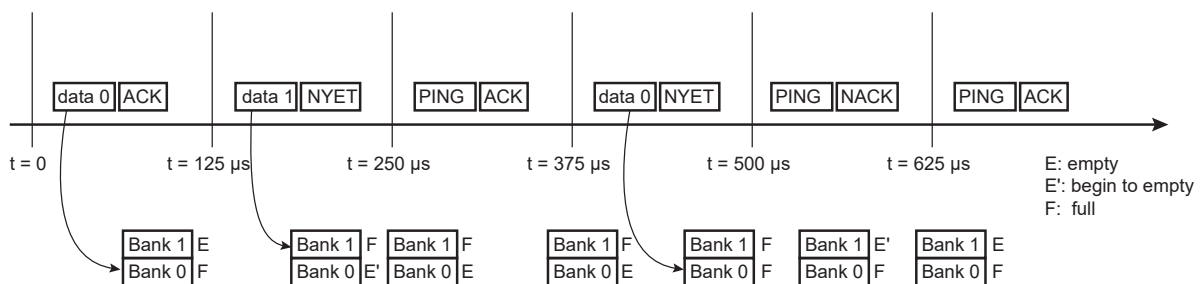 data 0 ACK data 1 NYET PING ACK data 0 NYET PING NACK PING ACK
t = 0 t = 125 μs t = 250 μs t = 375 μs t = 500 μs t = 625 μs
E: empty
E': begin to empty
F: full
Bank 1 E Bank 1 F Bank 1 F Bank 1 F Bank 1 F Bank 1 E' Bank 1 E
Bank 0 F Bank 0 E' Bank 0 E Bank 0 E Bank 0 F Bank 0 F Bank 0 F